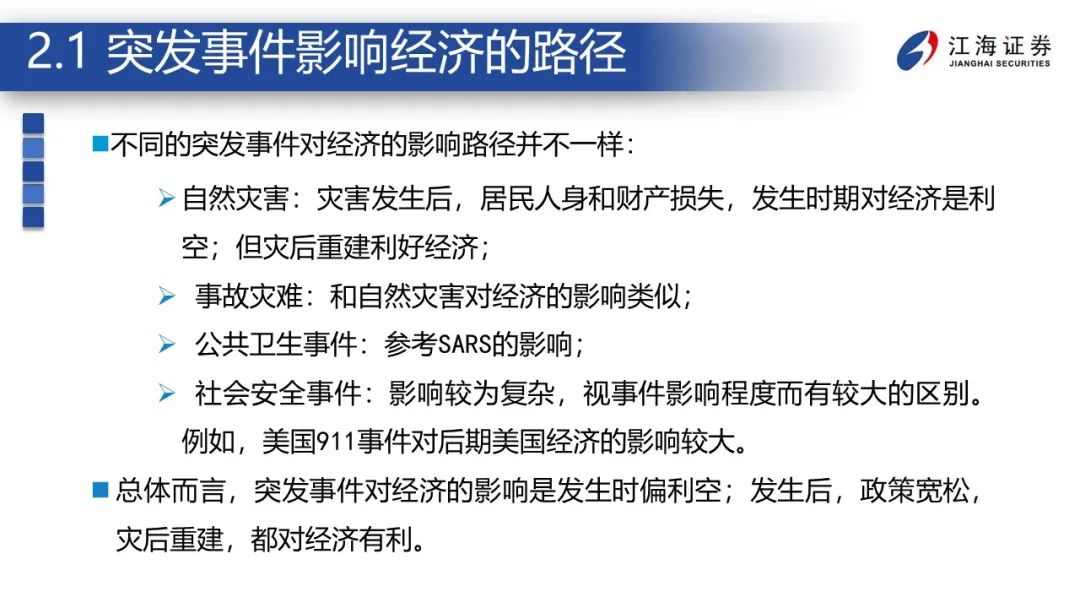 2.1 突发事件影响经济的路径
江海证券
JIANGHAI SECURITIES
不同的突发事件对经济的影响路径并不一样：
自然灾害：灾害发生后，居民人身和财产损失，发生时期对经济是利
空；但灾后重建利好经济；
事故灾难：和自然灾害对经济的影响类似；
公共卫生事件：参考SARS的影响；
社会安全事件：影响较为复杂，视事件影响程度而有较大的区别。
例如，美国911事件对后期美国经济的影响较大。
总体而言，突发事件对经济的影响是发生时偏利空；发生后，政策宽松，
灾后重建，都对经济有利。